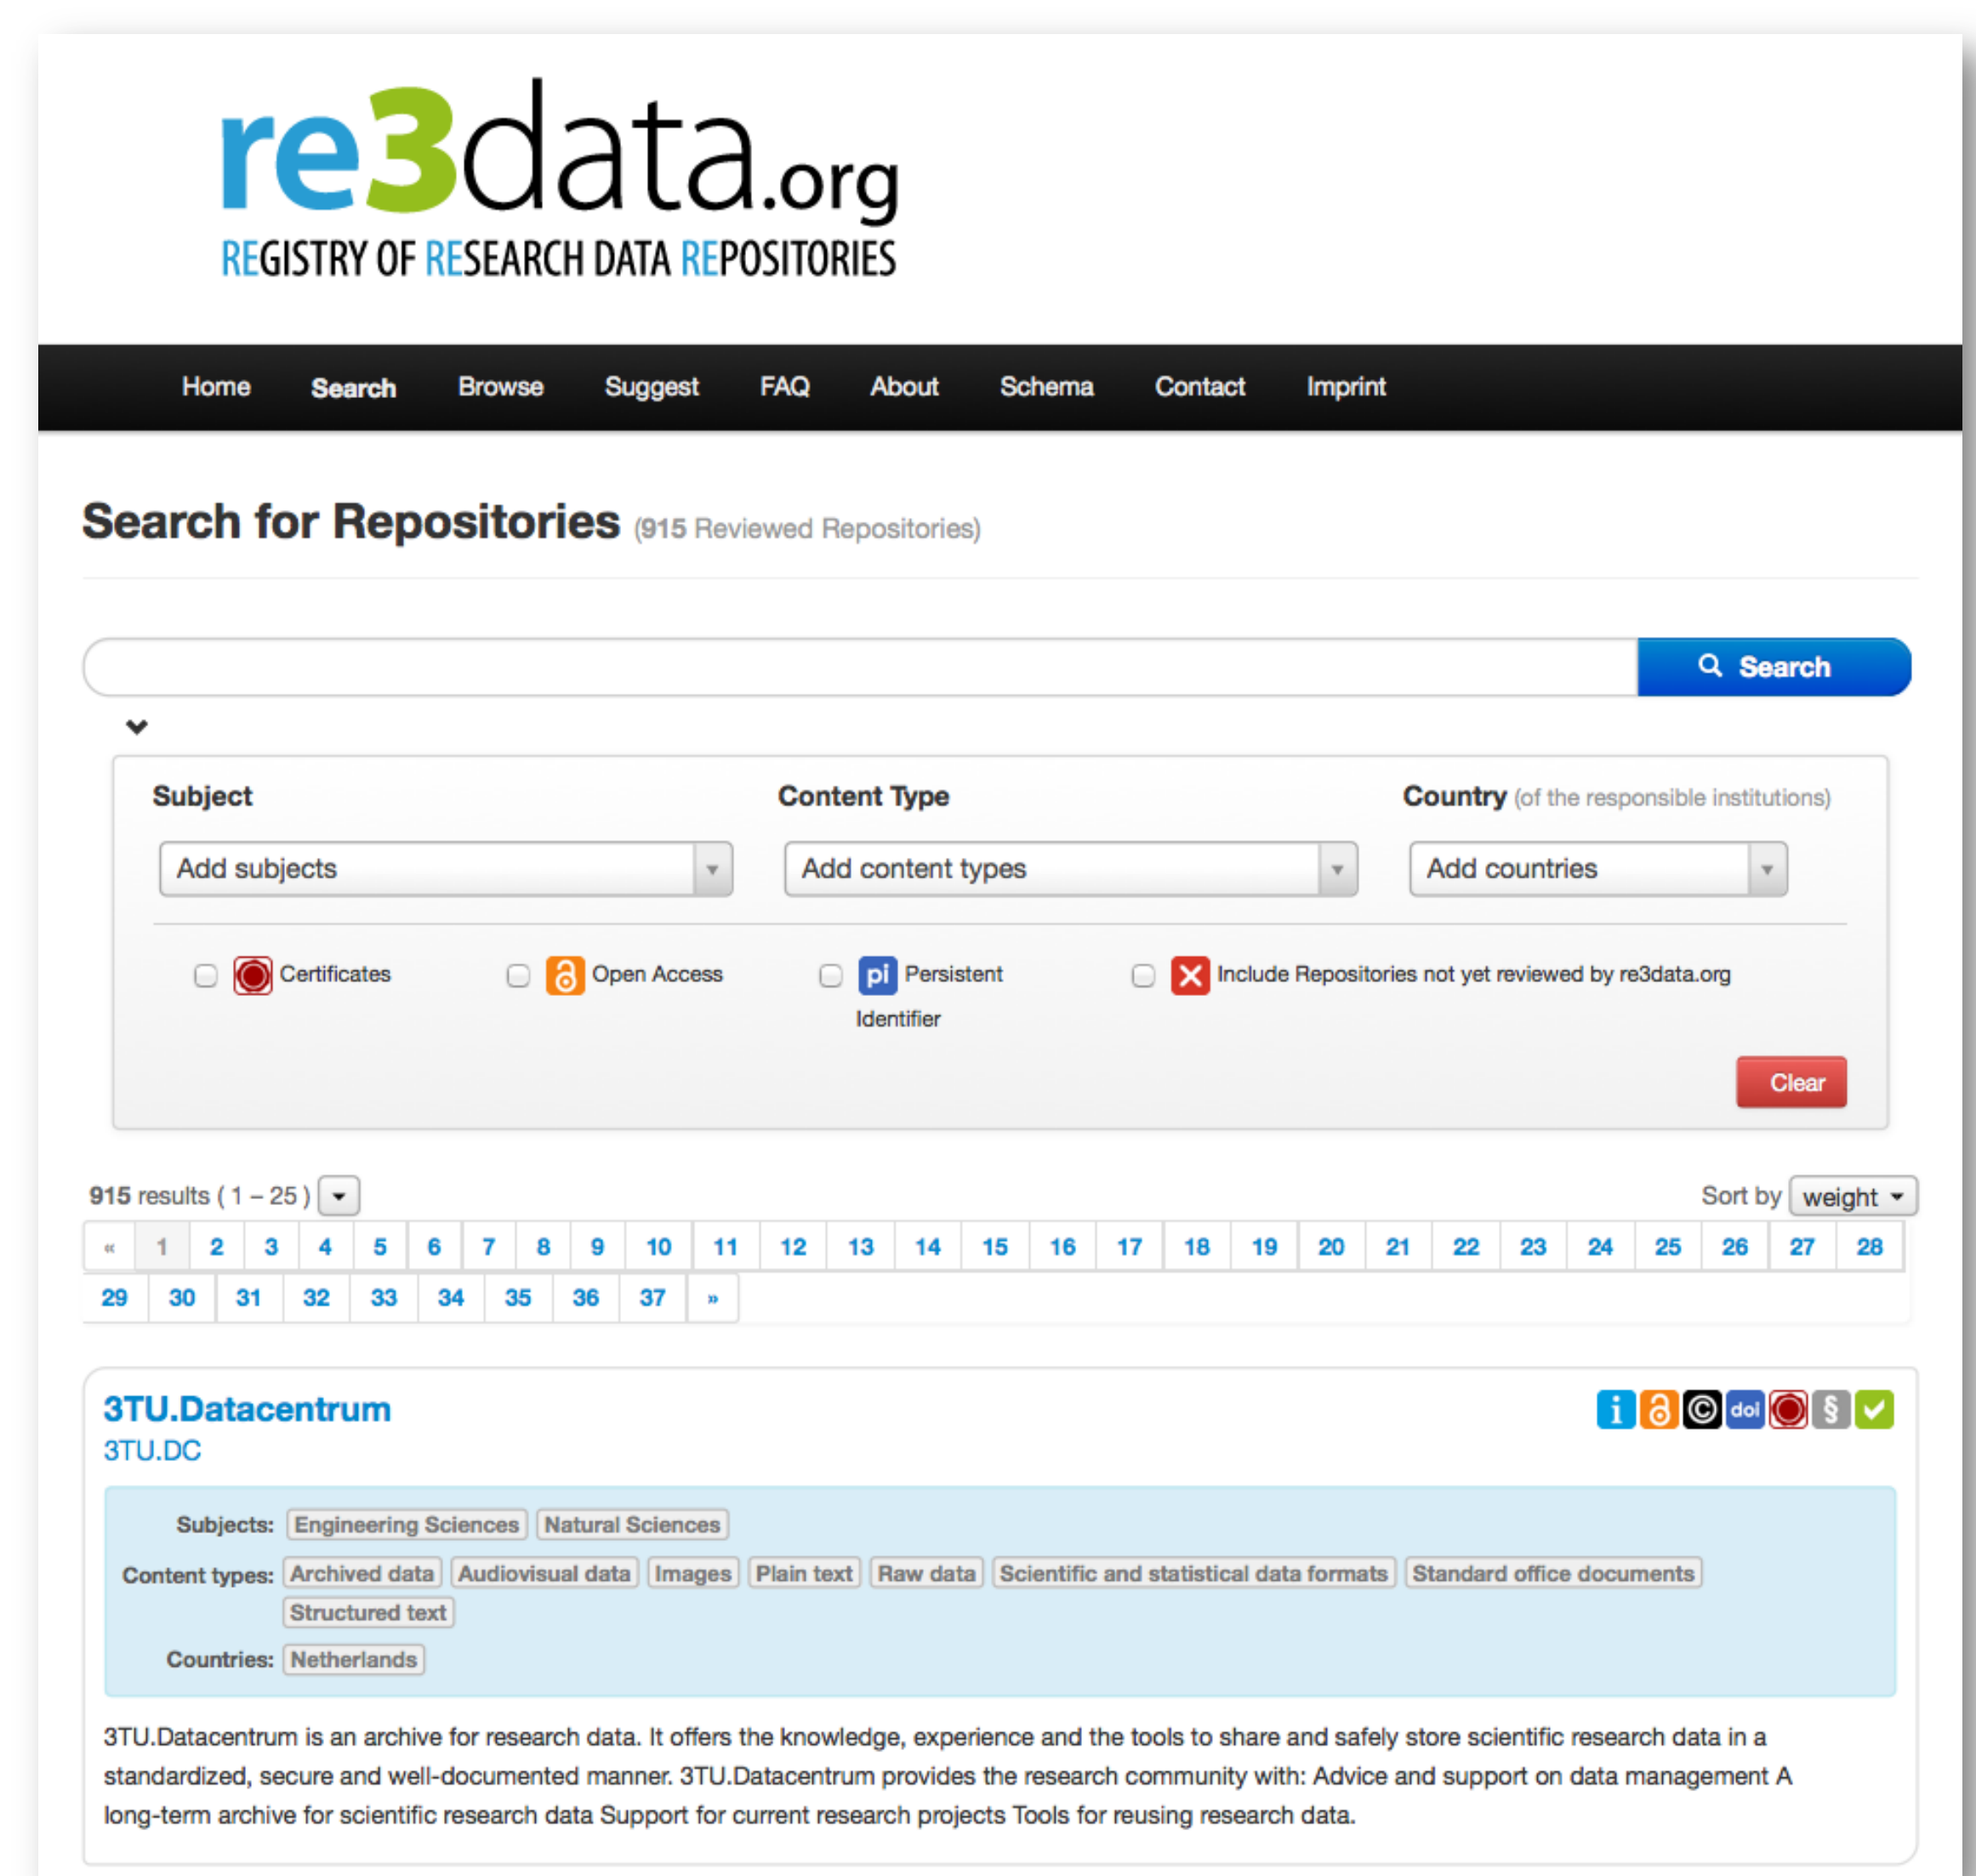 re3data.org
REGISTRY OF RESEARCH DATA REPOSITORIES
Home Search Browse Suggest FAQ About Schema Contact Imprint
Search for Repositories (915 Reviewed Repositories)
Search
Subject Content Type Country (of the responsible institutions)
Add subjects Add content types Add countries
Certificates Open Access pi Persistent Include Repositories not yet reviewed by re3data.org
Identifier
Clear
915 results ( 1 – 25 ) Sort by weight
« 1 2 3 4 5 6 7 8 9 10 11 12 13 14 15 16 17 18 19 20 21 22 23 24 25 26 27 28
29 30 31 32 33 34 35 36 37 »
3TU.Datacentrum i © doi §
3TU.DC
Subjects: Engineering Sciences Natural Sciences
Content types: Archived data Audiovisual data Images Plain text Raw data Scientific and statistical data formats Standard office documents
Structured text
Countries: Netherlands
3TU.Datacentrum is an archive for research data. It offers the knowledge, experience and the tools to share and safely store scientific research data in a
standardized, secure and well-documented manner. 3TU.Datacentrum provides the research community with: Advice and support on data management A
long-term archive for scientific research data Support for current research projects Tools for reusing research data.